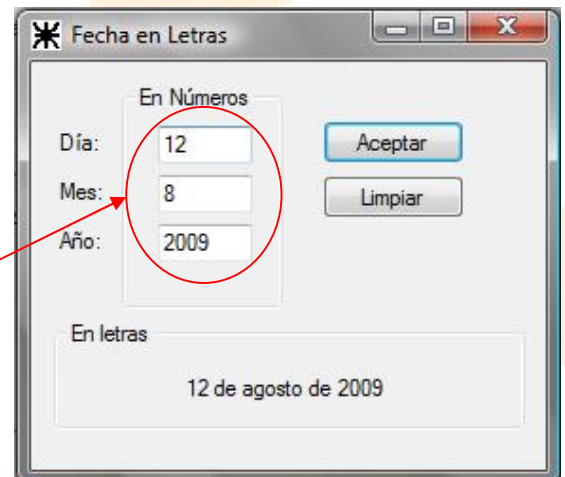 Fecha en Letras
En Números
Día: 12 Aceptar
Mes: 8 Limpiar
Año: 2009
En letras
12 de agosto de 2009